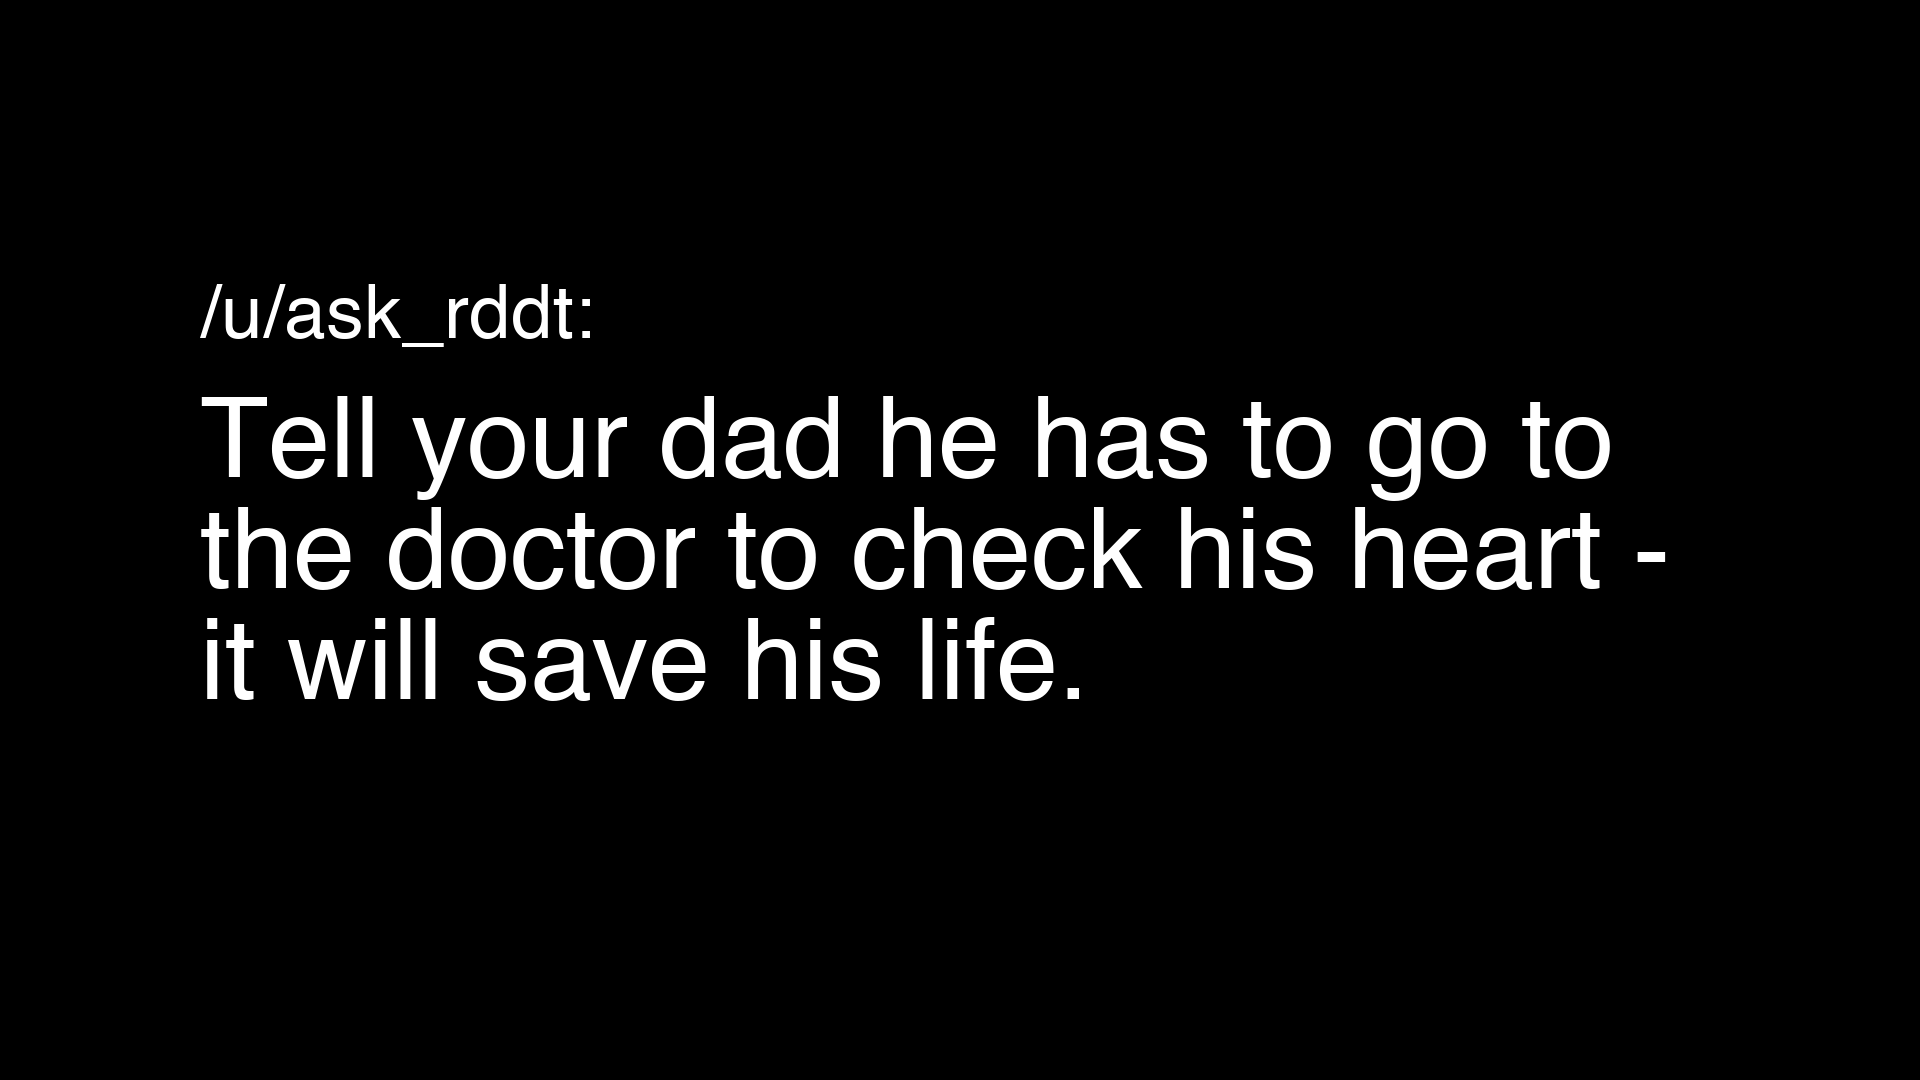 /u/ask_rddt:
Tell your dad he has to go to
the doctor to check his heart -
it will save his life.